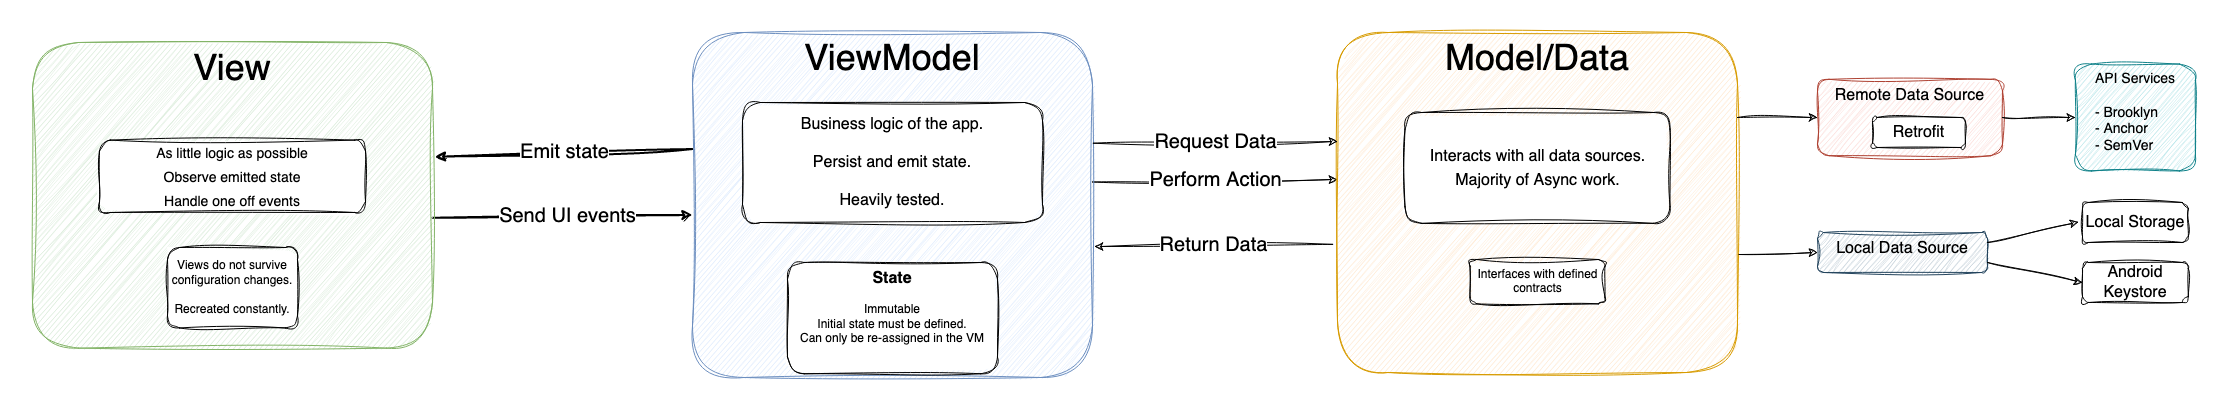 View
As little logic as possible
Observe emitted state
Handle one off events
Views do not survive
configuration changes.
Recreated constantly.
Emit state
Send UI events
ViewModel
Business logic of the app.
Persist and emit state.
Heavily tested.
State
Immutable
Initial state must be defined.
Can only be re-assigned in the VM
Request Data
Perform Action
Return Data
Model/Data
Interacts with all data sources.
Majority of Async work.
Interfaces with defined
contracts
Remote Data Source
Retrofit
API Services
- Brooklyn
- Anchor
- SemVer
Local Data Source
Local Storage
Android
Keystore